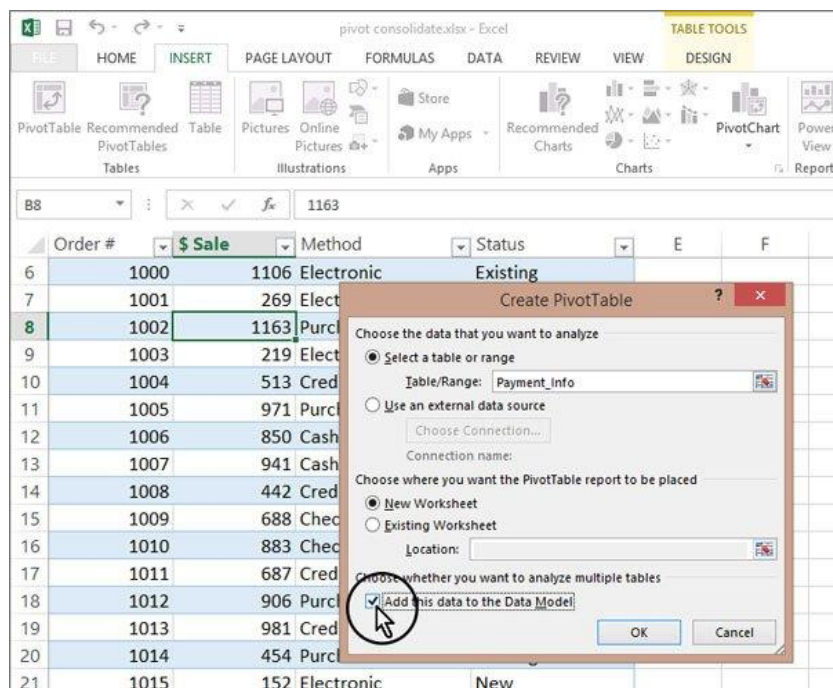 pivot consolidate.xlsx - Excel TABLE TOOLS
FILE HOME INSERT PAGE LAYOUT FORMULAS DATA REVIEW VIEW DESIGN
PivotTable Recommended PivotTables Table Pictures Online Pictures Store My Apps Recommended Charts PivotChart Power View
Tables Illustrations Apps Charts Report
B8 fx 1163
Order # $ Sale Method Status E F
6 1000 1106 Electronic Existing
7 1001 269 Elect
8 1002 1163 Purch
9 1003 219 Elect
10 1004 513 Cred
11 1005 971 Purch
12 1006 850 Cash
13 1007 941 Cash
14 1008 442 Cred
15 1009 688 Chec
16 1010 883 Chec
17 1011 687 Cred
18 1012 906 Purch
19 1013 981 Cred
20 1014 454 Purch
21 1015 152 Electronic New
Create PivotTable ?
Choose the data that you want to analyze
Select a table or range
Table/Range: Payment_Info
Use an external data source
Choose Connection...
Connection name:
Choose where you want the PivotTable report to be placed
New Worksheet
Existing Worksheet
Location:
Choose whether you want to analyze multiple tables
Add this data to the Data Model
OK Cancel